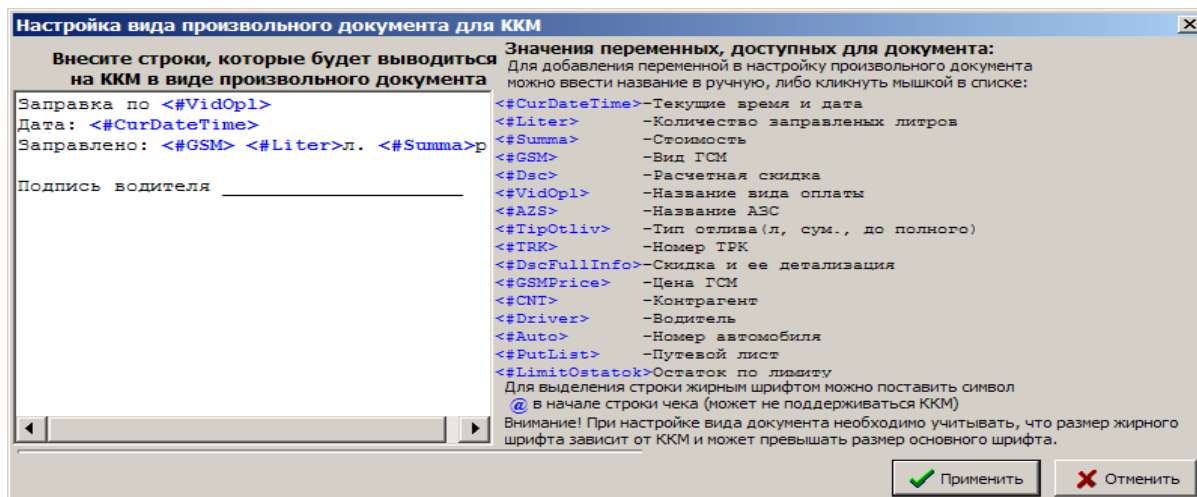 Настройка вида произвольного документа для ККМ
Внесите строки, которые будет выводиться
на ККМ в виде произвольного документа
Заправка по <#VidOpl>
Дата: <#CurDateTime>
Заправлено: <#GSM> <#Liter>л. <#Summa>р
Подпись водителя ____________________
Значения переменных, доступных для документа:
Для добавления переменной в настройку произвольного документа
можно ввести название в ручную, либо кликнуть мышкой в списке:
<#CurDateTime>-Текущие время и дата
<#Liter> -Количество заправленых литров
<#Summa> -Стоимость
<#GSM> -Вид ГСМ
<#Dsc> -Расчетная скидка
<#VidOpl> -Название вида оплаты
<#AZS> -Название АЗС
<#TipOtliv> -Тип отлива(л, сум., до полного)
<#TRK> -Номер ТРК
<#DscFullInfo>-Скидка и ее детализация
<#GSMPrice> -Цена ГСМ
<#CNT> -Контрагент
<#Driver> -Водитель
<#Auto> -Номер автомобиля
<#PutList> -Путевой лист
<#LimitOstatok>Остаток по лимиту
Для выделения строки жирным шрифтом можно поставить символ
@ в начале строки чека (может не поддерживаться ККМ)
Внимание! При настройке вида документа необходимо учитывать, что размер жирного
шрифта зависит от ККМ и может превышать размер основного шрифта.
Применить
Отменить